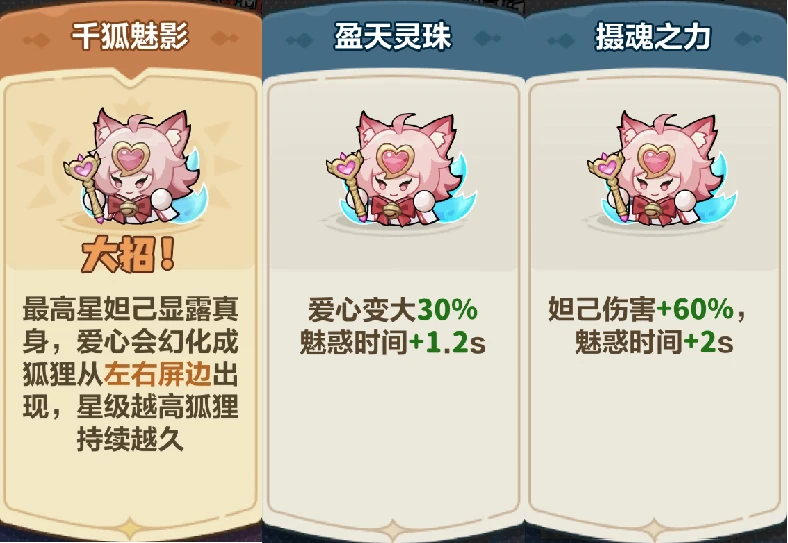 千狐魅影
大招！
最高星妲己显露真
身，爱心会幻化成
狐狸从左右屏边出
现，星级越高狐狸
持续越久
盈天灵珠
爱心变大30%
魅惑时间+1.2s
摄魂之力
妲己伤害+60%，
魅惑时间+2s